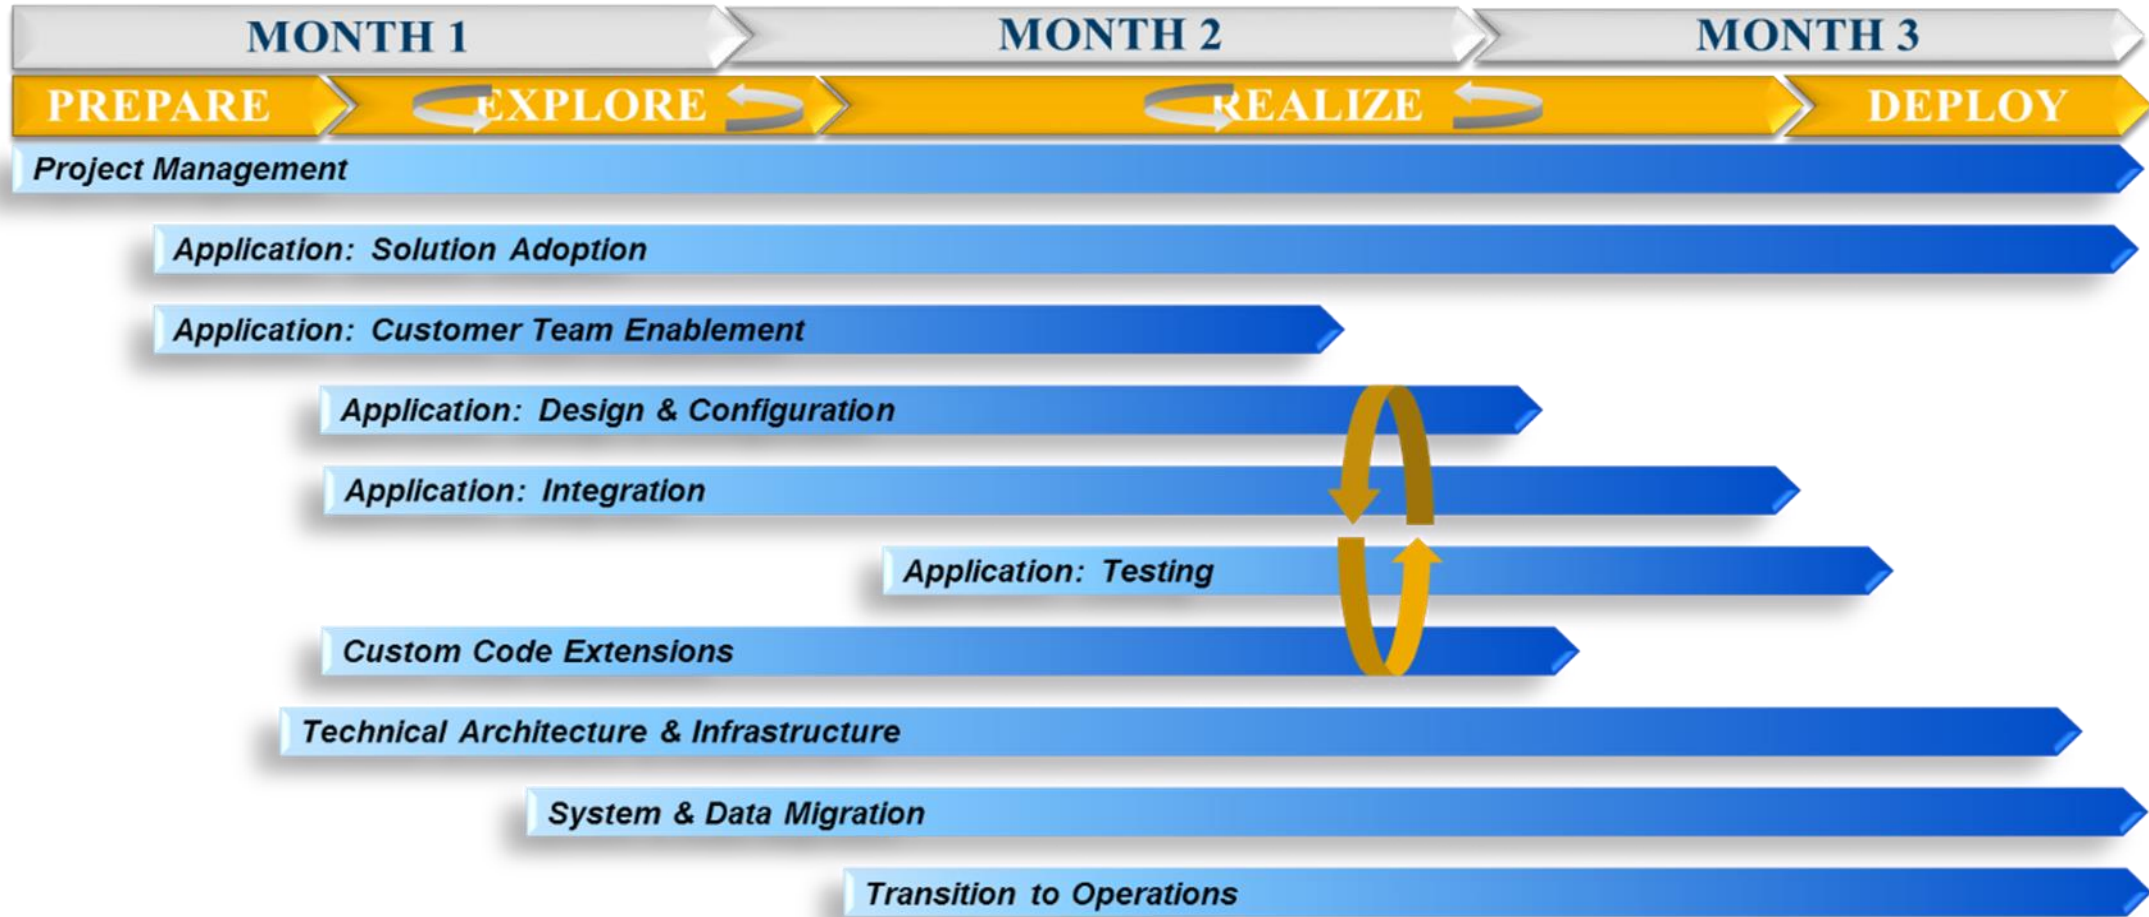 MONTH 1 MONTH 2 MONTH 3
PREPARE EXPLORE REALIZE DEPLOY
Project Management
Application: Solution Adoption
Application: Customer Team Enablement
Application: Design & Configuration
Application: Integration
Application: Testing
Custom Code Extensions
Technical Architecture & Infrastructure
System & Data Migration
Transition to Operations